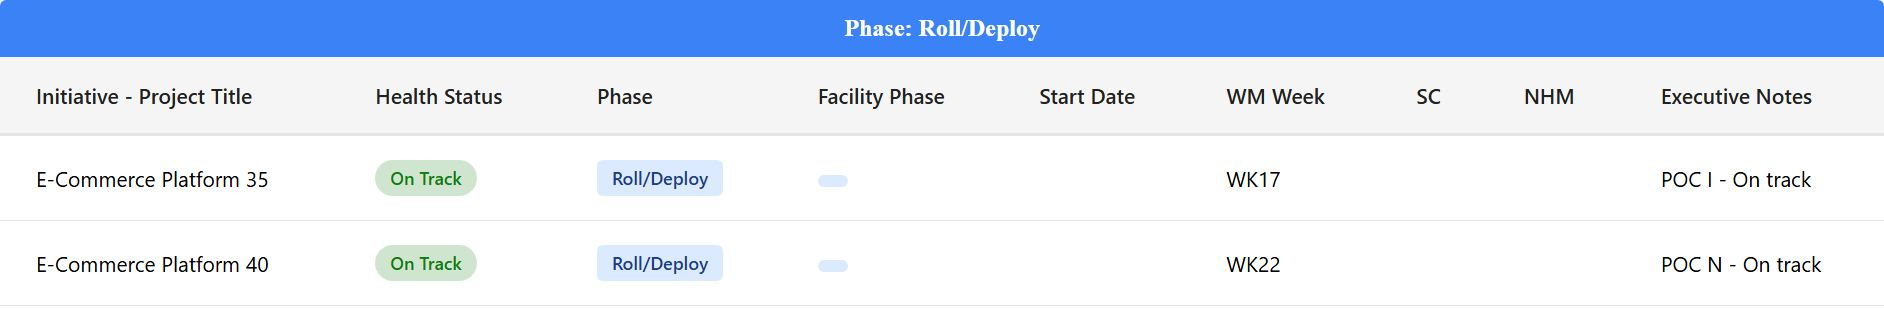 Phase: Roll/Deploy
Initiative - Project Title Health Status Phase Facility Phase Start Date WM Week SC NHM Executive Notes
E-Commerce Platform 35 On Track Roll/Deploy WK17 POC I - On track
E-Commerce Platform 40 On Track Roll/Deploy WK22 POC N - On track